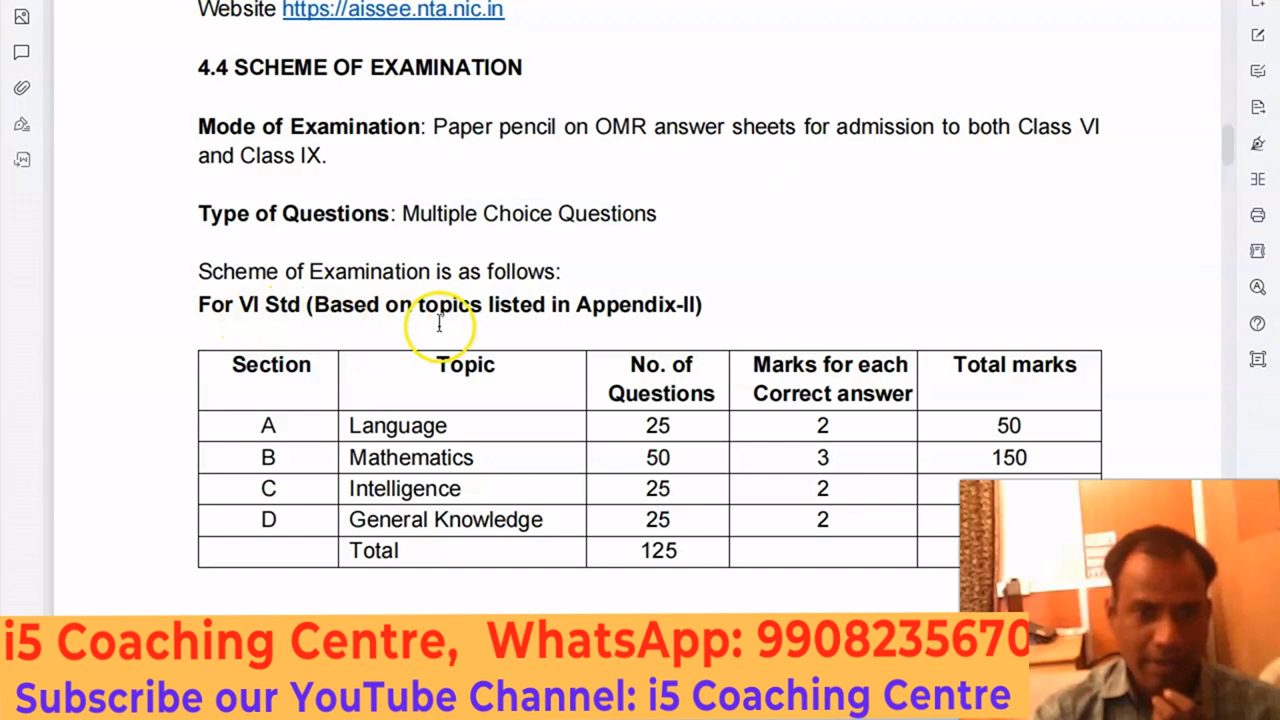 Website https://aissee.nta.nic.in
4.4 SCHEME OF EXAMINATION
Mode of Examination: Paper pencil on OMR answer sheets for admission to both Class VI
and Class IX.
Type of Questions: Multiple Choice Questions
Scheme of Examination is as follows:
For VI Std (Based on topics listed in Appendix-II)
Section Topic No. of Questions Marks for each Correct answer Total marks
A Language 25 2 50
B Mathematics 50 3 150
C Intelligence 25 2
D General Knowledge 25 2
Total 125
i5 Coaching Centre, WhatsApp: 9908235670
Subscribe our YouTube Channel: i5 Coaching Centre